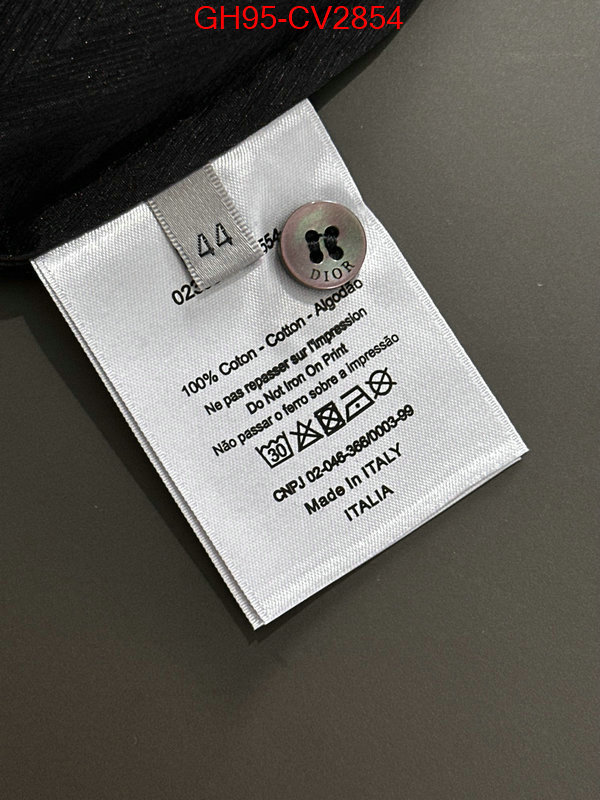 GH95-CV2854
44
DIOR
100% Coton - Cotton - Algodão
Ne pas repasser sur l'impression
Do Not Iron On Print
Não passar o ferro sobre a Impressão
30
CNPJ 02-046-366/0003-99
Made In ITALY
ITALIA